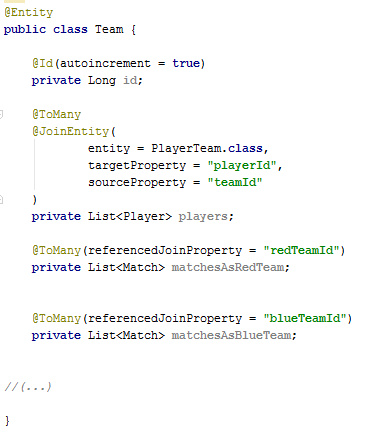 @Entity
public class Team {
@Id(autoincrement = true)
private Long id;
@ToMany
@JoinEntity(
entity = PlayerTeam.class,
targetProperty = "playerId",
sourceProperty = "teamId"
)
private List<Player> players;
@ToMany(referencedJoinProperty = "redTeamId")
private List<Match> matchesAsRedTeam;
@ToMany(referencedJoinProperty = "blueTeamId")
private List<Match> matchesAsBlueTeam;
//(...)
}